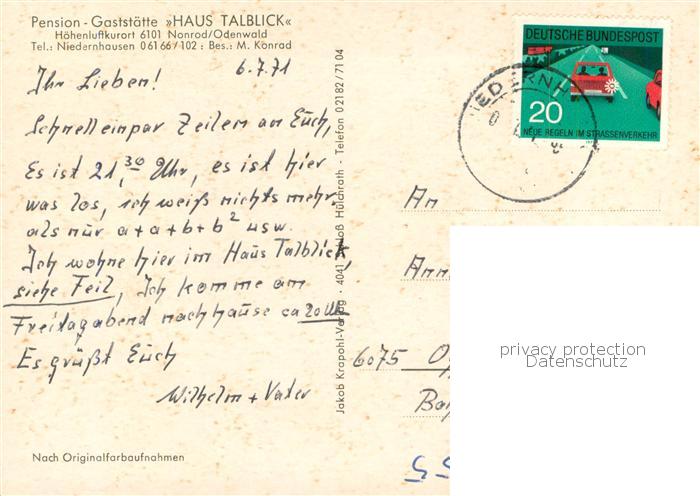 Pension - Gaststätte »HAUS TALBLICK«
Höhenluftkurort 6101 Nonrod/Odenwald
Tel.: Niedernhausen 06166/102 : Bes.: M. Konrad
6.7.71
Ihr Lieben!
Schnell einpar Zeilem an Euch,
Es ist 21,30 Uhr, es ist hier
was los, ich weiß nichts mehr
als nur a+a+b+b² usw.
Ich wohne hier im Haus Talblick,
siehe Feil, Ich komme am
Freitagabend nach hause ca 20 Uhr
Es grüßt Euch
Wilhelm + Vater
Nach Originalfarbaufnahmen
Jakob Krapohl-Verlag · 4041 Schloß Hülchrath · Telefon 02182/7104
DEUTSCHE BUNDESPOST
20
NEUE REGELN IM STRASSENVERKEHR
An
6075
privacy protection
Datenschutz